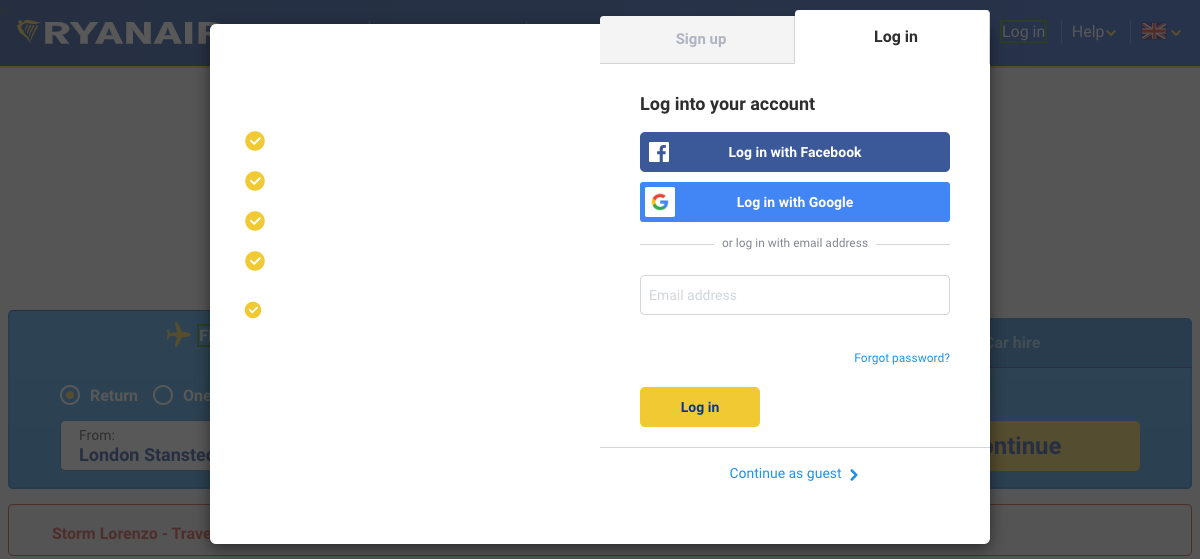 RYANAIR
Sign up
Log in
Log in
Help
Log into your account
Log in with Facebook
Log in with Google
or log in with email address
Email address
Forgot password?
Log in
Continue as guest
Car hire
Return
One
From:
London Stansted
Continue
Storm Lorenzo - Trave